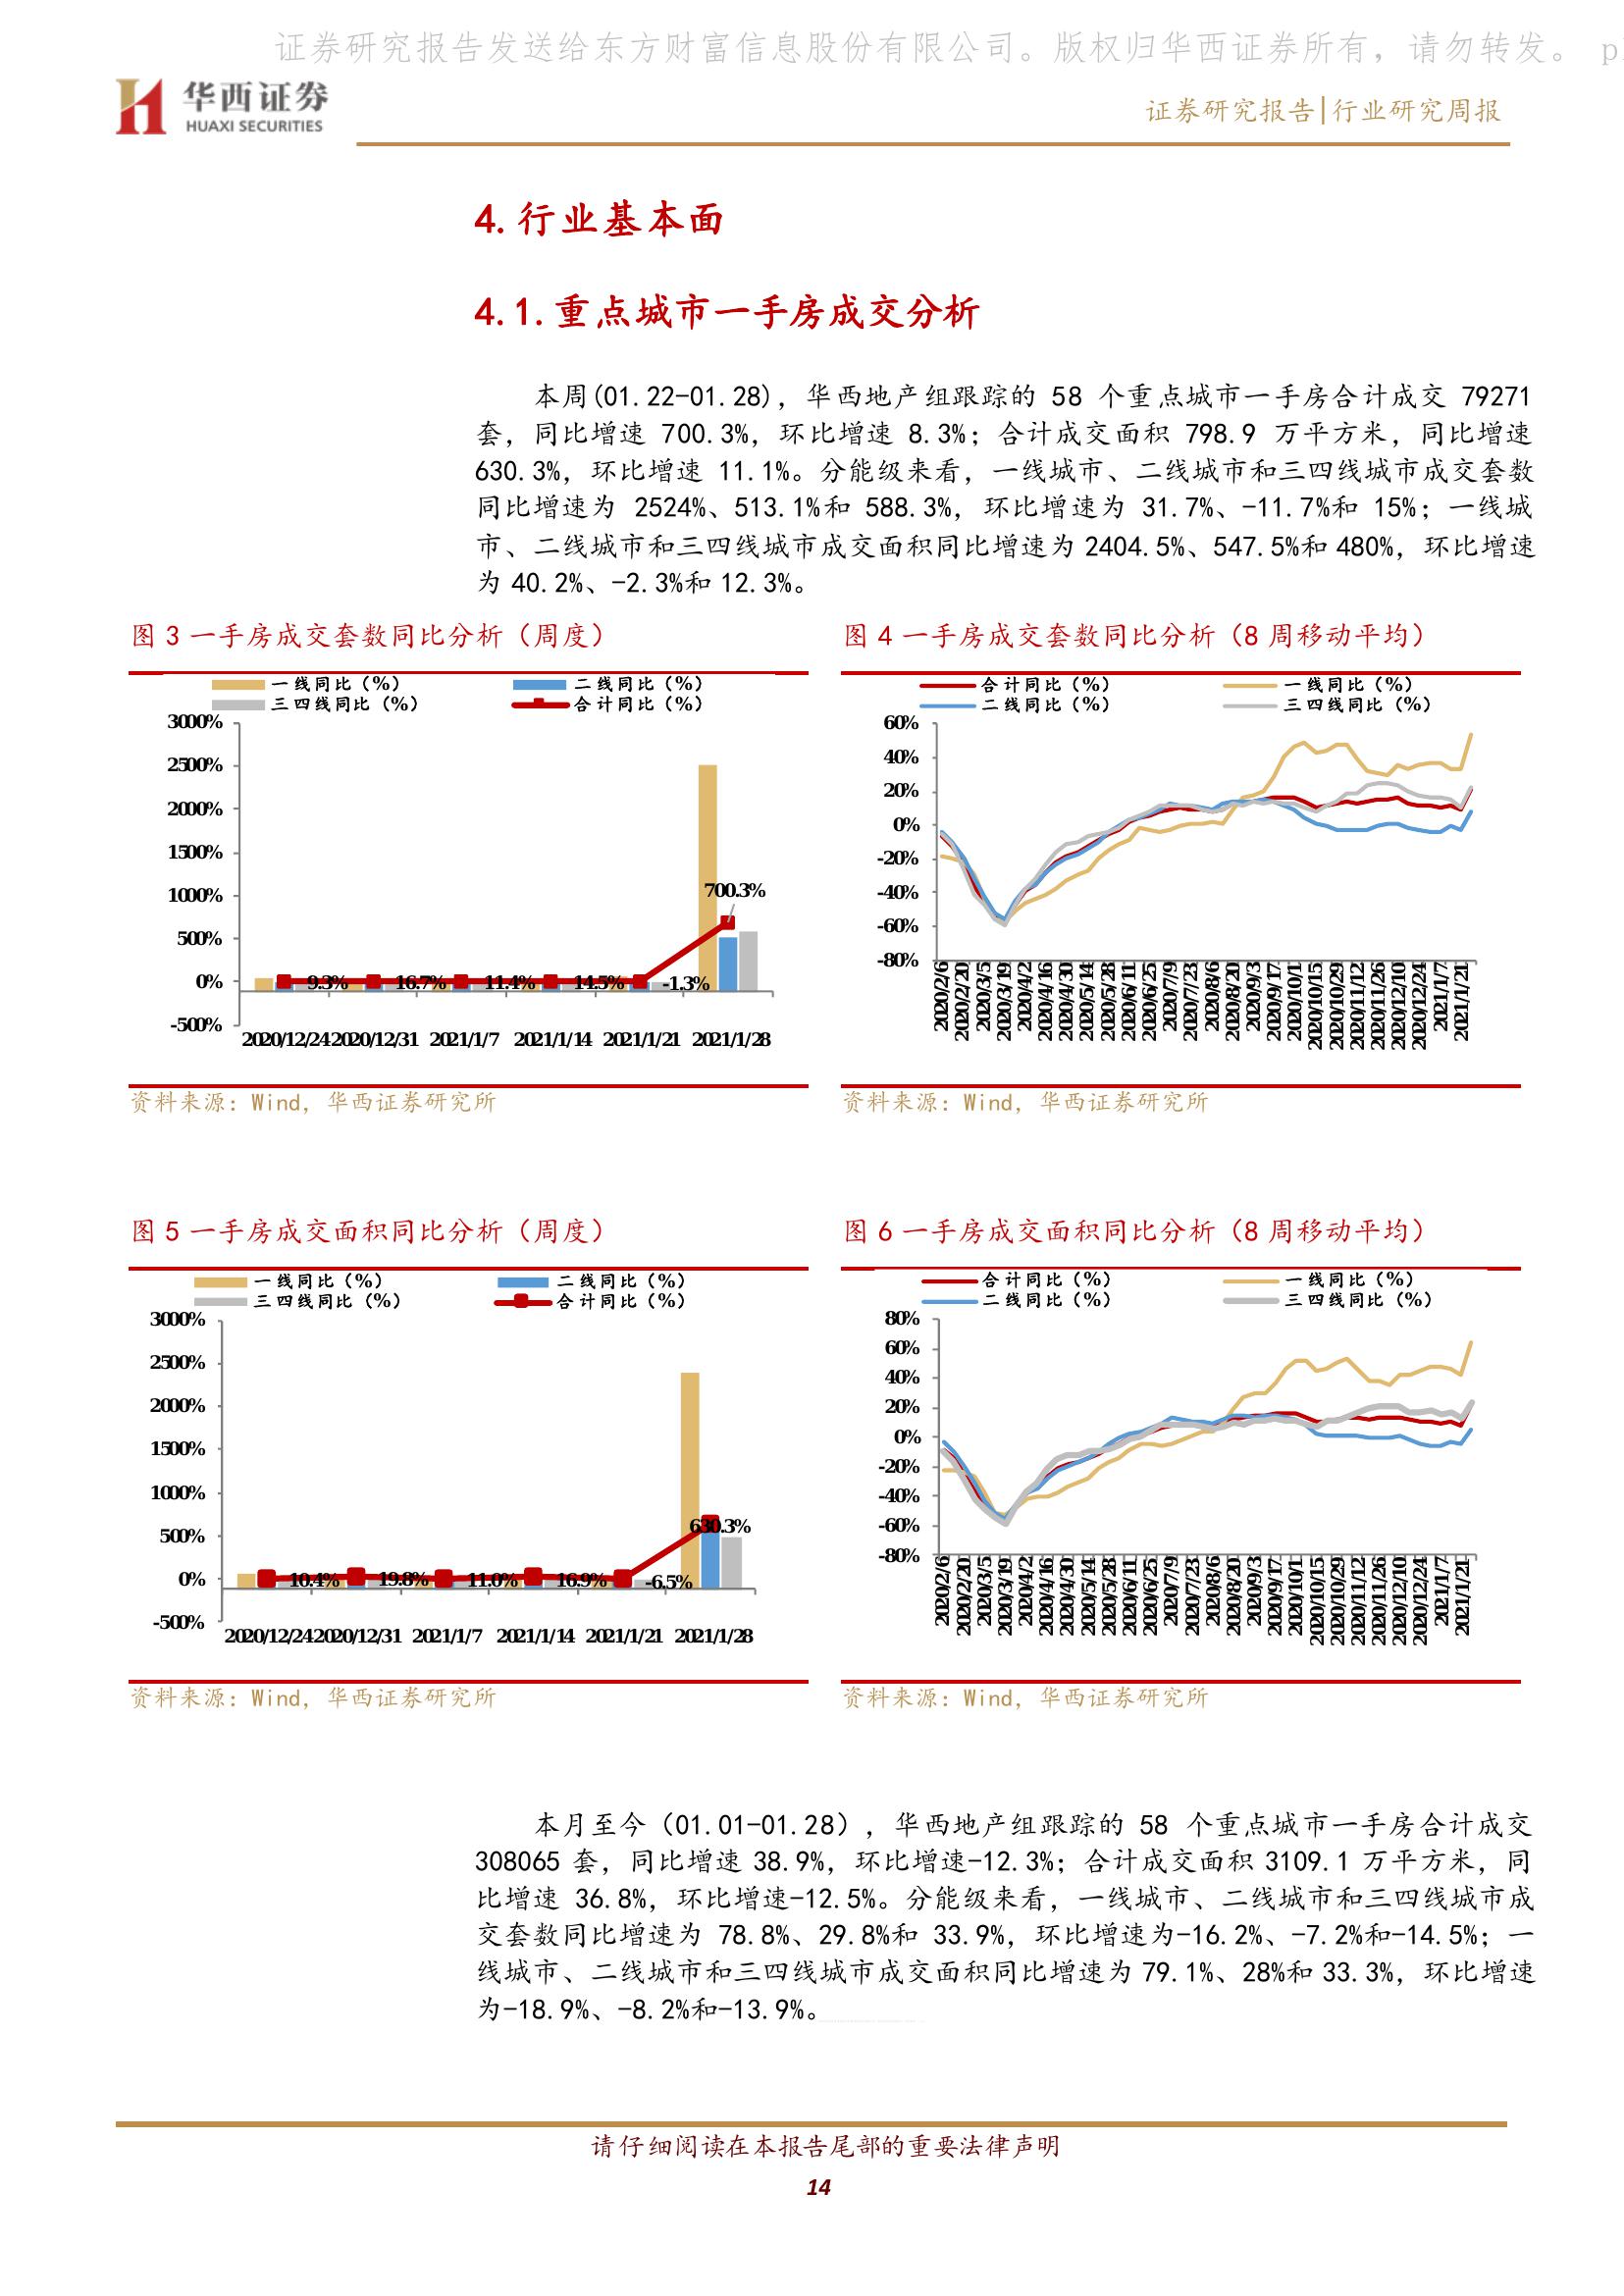 证券研究报告发送给东方财富信息股份有限公司。版权归华西证券所有，请勿转发。 p
华西证券
HUAXI SECURITIES
证券研究报告|行业研究周报
4.行业基本面
4.1.重点城市一手房成交分析
本周(01.22-01.28)，华西地产组跟踪的 58 个重点城市一手房合计成交 79271
套，同比增速 700.3%，环比增速 8.3%；合计成交面积 798.9 万平方米，同比增速
630.3%，环比增速 11.1%。分能级来看，一线城市、二线城市和三四线城市成交套数
同比增速为 2524%、513.1%和 588.3%，环比增速为 31.7%、-11.7%和 15%；一线城
市、二线城市和三四线城市成交面积同比增速为 2404.5%、547.5%和 480%，环比增速
为 40.2%、-2.3%和 12.3%。
图 3 一手房成交套数同比分析（周度）
一线同比（%） 二线同比（%）
三四线同比（%） 合计同比（%）
3000%
2500%
2000%
1500%
1000%
500%
0%
-500%
700.3%
9.3% 16.7% 11.4% 14.5% -1.3%
2020/12/24 2020/12/31 2021/1/7 2021/1/14 2021/1/21 2021/1/28
资料来源：Wind，华西证券研究所
图 4 一手房成交套数同比分析（8 周移动平均）
合计同比（%） 一线同比（%）
二线同比（%） 三四线同比（%）
60%
40%
20%
0%
-20%
-40%
-60%
-80%
2020/2/6 2020/2/20 2020/3/5 2020/3/19 2020/4/2 2020/4/16 2020/4/30 2020/5/14 2020/5/28 2020/6/11 2020/6/25 2020/7/9 2020/7/23 2020/8/6 2020/8/20 2020/9/3 2020/9/17 2020/10/1 2020/10/15 2020/10/29 2020/11/12 2020/11/26 2020/12/10 2020/12/24 2021/1/7 2021/1/21
资料来源：Wind，华西证券研究所
图 5 一手房成交面积同比分析（周度）
一线同比（%） 二线同比（%）
三四线同比（%） 合计同比（%）
3000%
2500%
2000%
1500%
1000%
500%
0%
-500%
630.3%
10.4% 19.8% 11.0% 16.9% -6.5%
2020/12/24 2020/12/31 2021/1/7 2021/1/14 2021/1/21 2021/1/28
资料来源：Wind，华西证券研究所
图 6 一手房成交面积同比分析（8 周移动平均）
合计同比（%） 一线同比（%）
二线同比（%） 三四线同比（%）
80%
60%
40%
20%
0%
-20%
-40%
-60%
-80%
2020/2/6 2020/2/20 2020/3/5 2020/3/19 2020/4/2 2020/4/16 2020/4/30 2020/5/14 2020/5/28 2020/6/11 2020/6/25 2020/7/9 2020/7/23 2020/8/6 2020/8/20 2020/9/3 2020/9/17 2020/10/1 2020/10/15 2020/10/29 2020/11/12 2020/11/26 2020/12/10 2020/12/24 2021/1/7 2021/1/21
资料来源：Wind，华西证券研究所
本月至今（01.01-01.28），华西地产组跟踪的 58 个重点城市一手房合计成交
308065 套，同比增速 38.9%，环比增速-12.3%；合计成交面积 3109.1 万平方米，同
比增速 36.8%，环比增速-12.5%。分能级来看，一线城市、二线城市和三四线城市成
交套数同比增速为 78.8%、29.8%和 33.9%，环比增速为-16.2%、-7.2%和-14.5%；一
线城市、二线城市和三四线城市成交面积同比增速为 79.1%、28%和 33.3%，环比增速
为-18.9%、-8.2%和-13.9%。
请仔细阅读在本报告尾部的重要法律声明
14